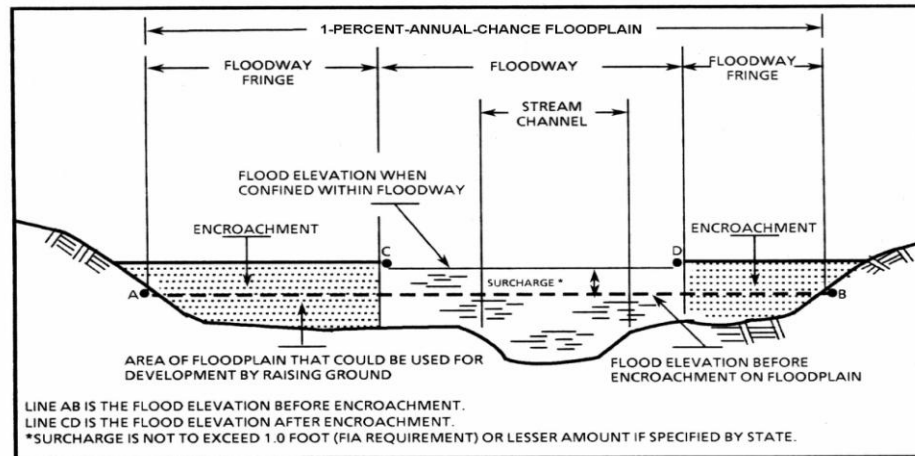 1-PERCENT-ANNUAL-CHANCE FLOODPLAIN
FLOODWAY
FRINGE
FLOODWAY
FLOODWAY
FRINGE
STREAM
CHANNEL
FLOOD ELEVATION WHEN
CONFINED WITHIN FLOODWAY
ENCROACHMENT
ENCROACHMENT
C
D
SURCHARGE *
A
B
AREA OF FLOODPLAIN THAT COULD BE USED FOR
DEVELOPMENT BY RAISING GROUND
FLOOD ELEVATION BEFORE
ENCROACHMENT ON FLOODPLAIN
LINE AB IS THE FLOOD ELEVATION BEFORE ENCROACHMENT.
LINE CD IS THE FLOOD ELEVATION AFTER ENCROACHMENT.
*SURCHARGE IS NOT TO EXCEED 1.0 FOOT (FIA REQUIREMENT) OR LESSER AMOUNT IF SPECIFIED BY STATE.